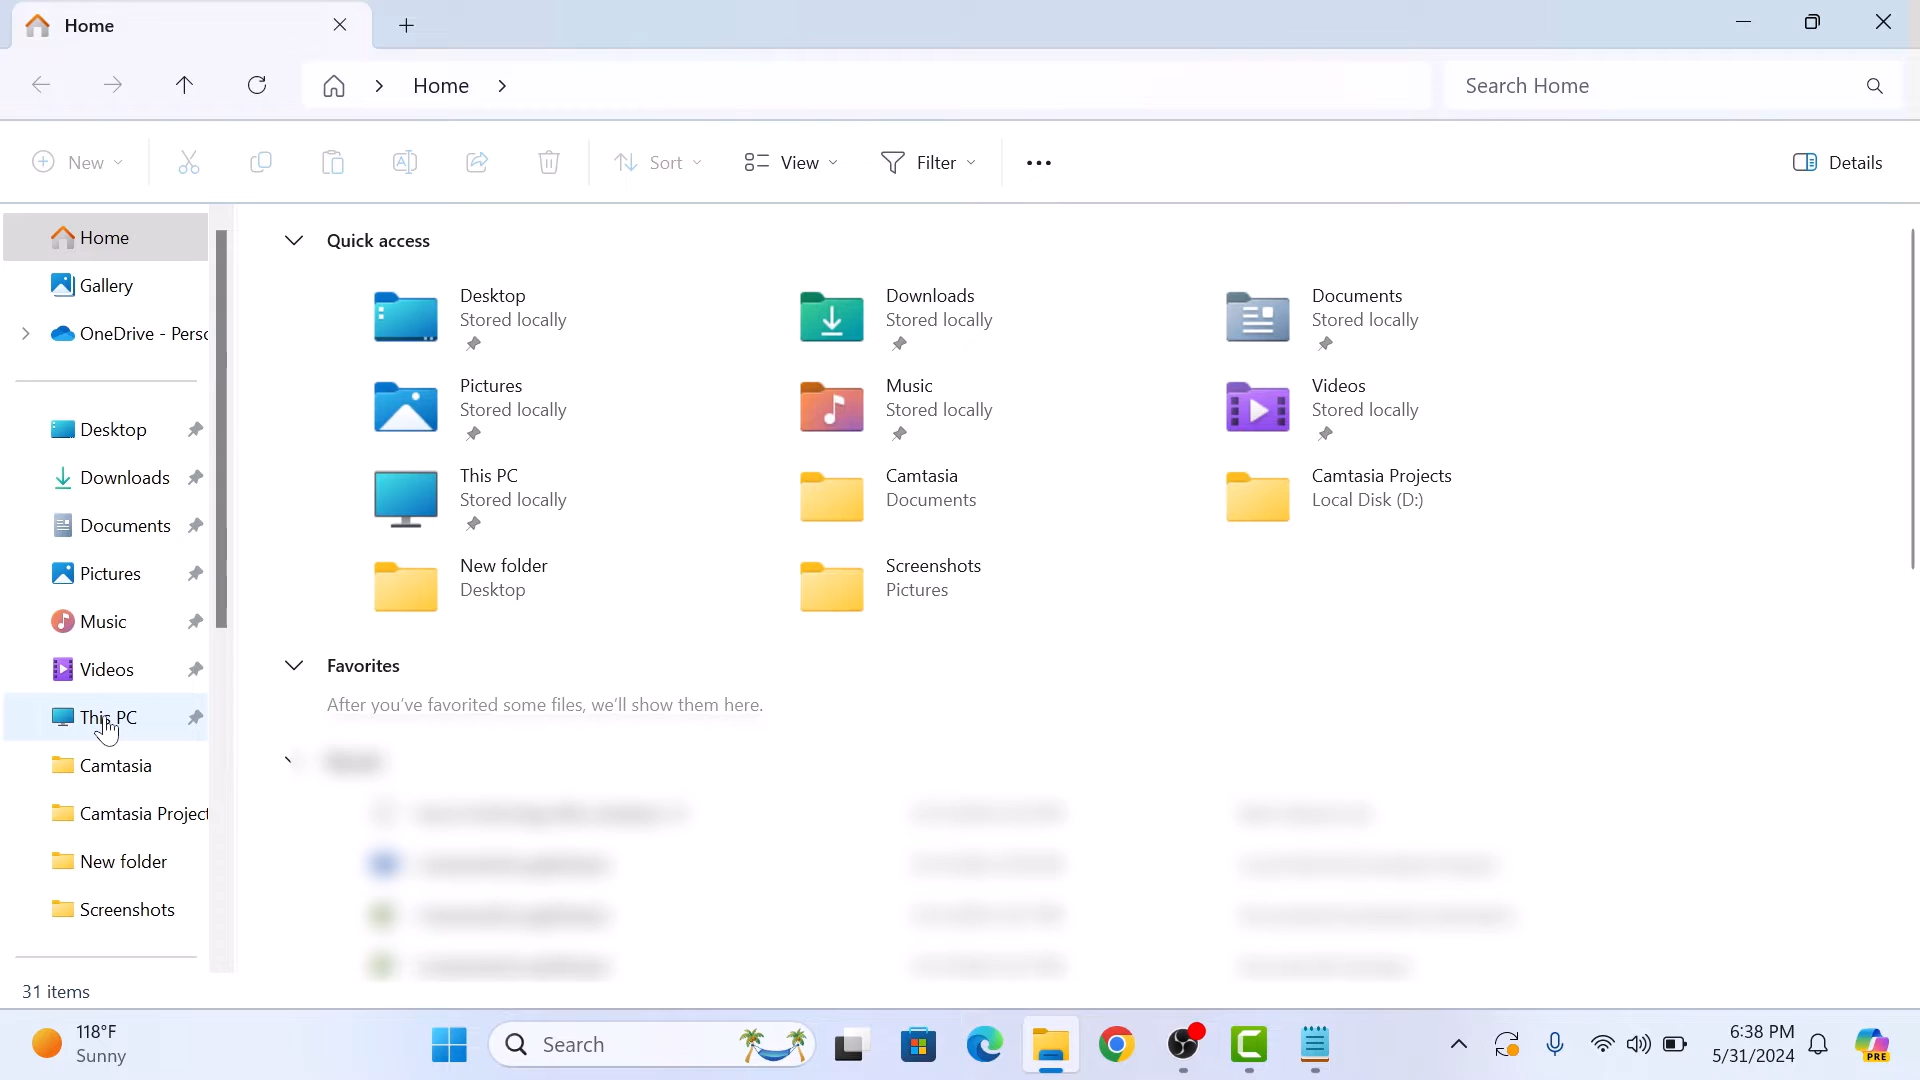 Home
Home
Search Home
New
Sort
View
Filter
Details
Home
Gallery
OneDrive - Perso
Desktop
Downloads
Documents
Pictures
Music
Videos
This PC
Camtasia
Camtasia Project
New folder
Screenshots
Quick access
Desktop
Stored locally
Downloads
Stored locally
Documents
Stored locally
Pictures
Stored locally
Music
Stored locally
Videos
Stored locally
This PC
Stored locally
Camtasia
Documents
Camtasia Projects
Local Disk (D:)
New folder
Desktop
Screenshots
Pictures
Favorites
After you've favorited some files, we'll show them here.
31 items
118°F
Sunny
Search
6:38 PM
5/31/2024
PRE